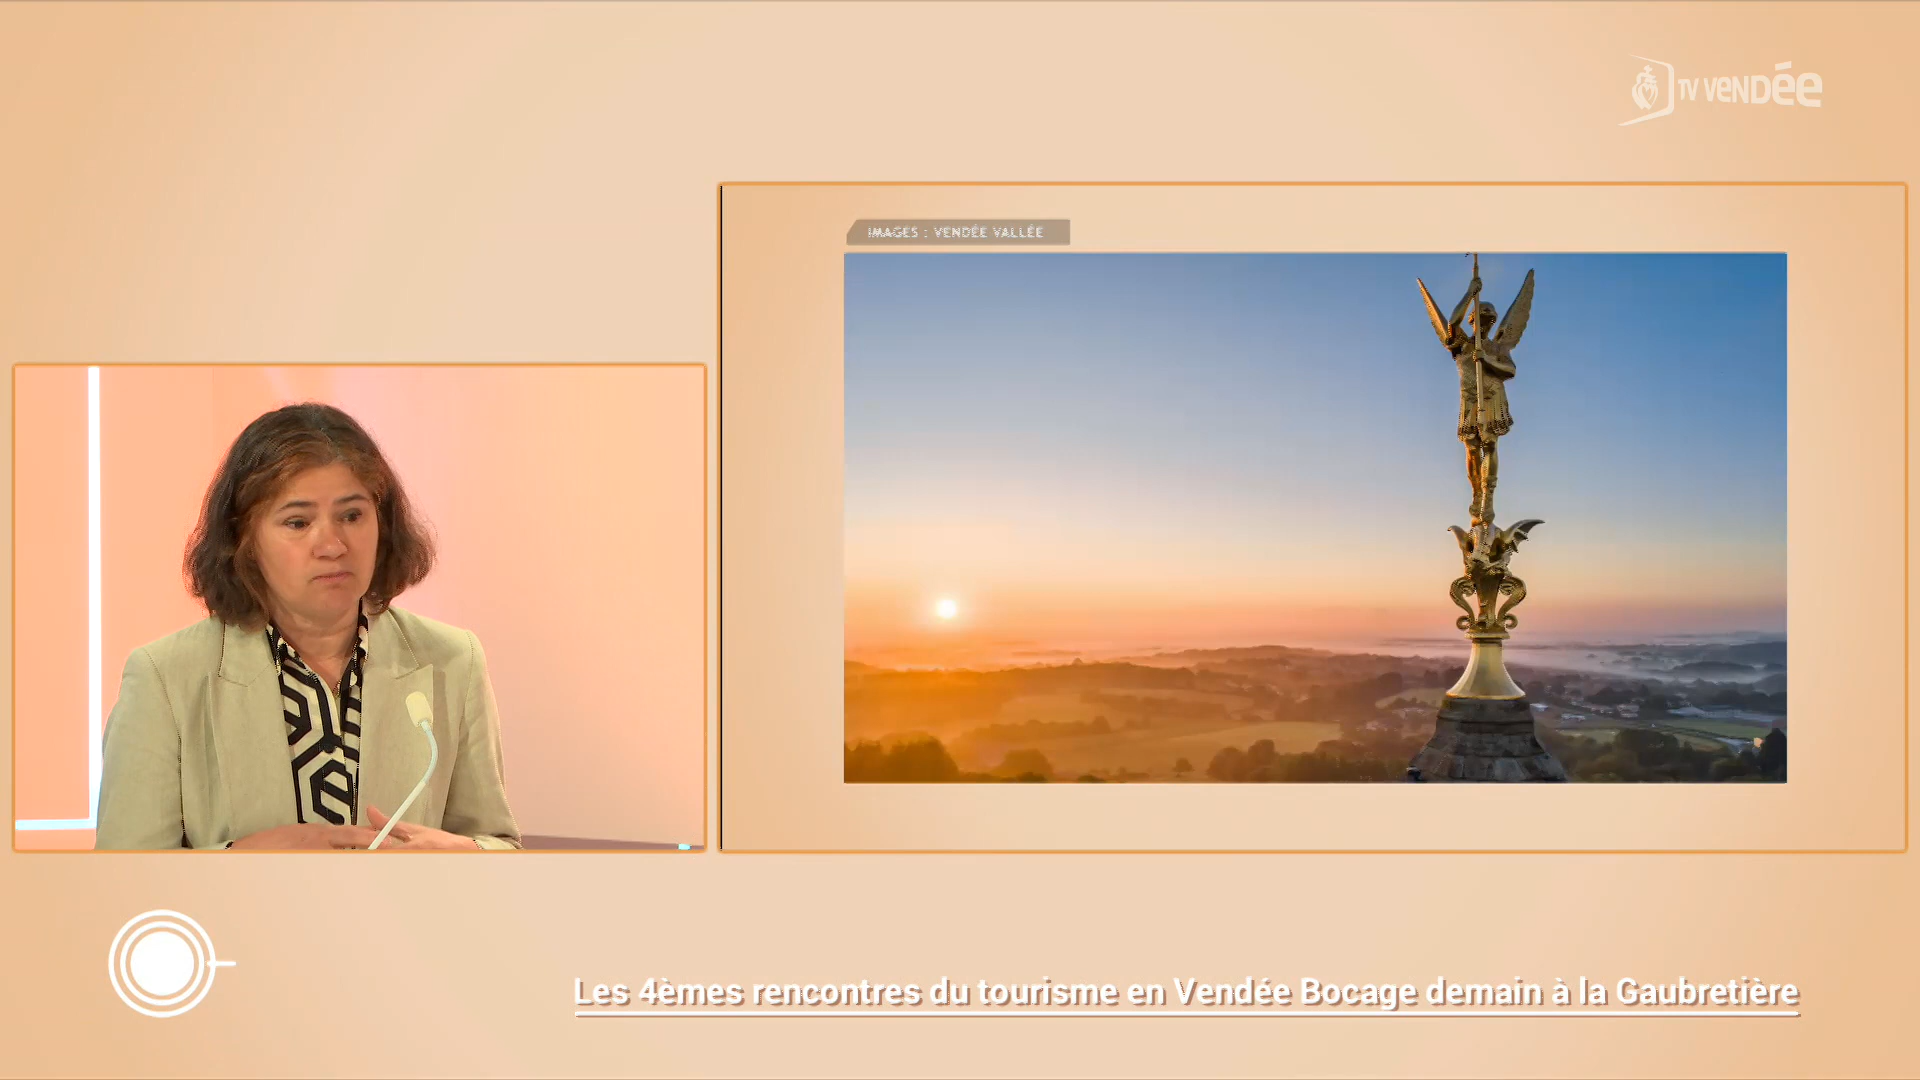 TV VENDÉE
IMAGES : VENDÉE VALLÉE
Les 4èmes rencontres du tourisme en Vendée Bocage demain à la Gaubretière